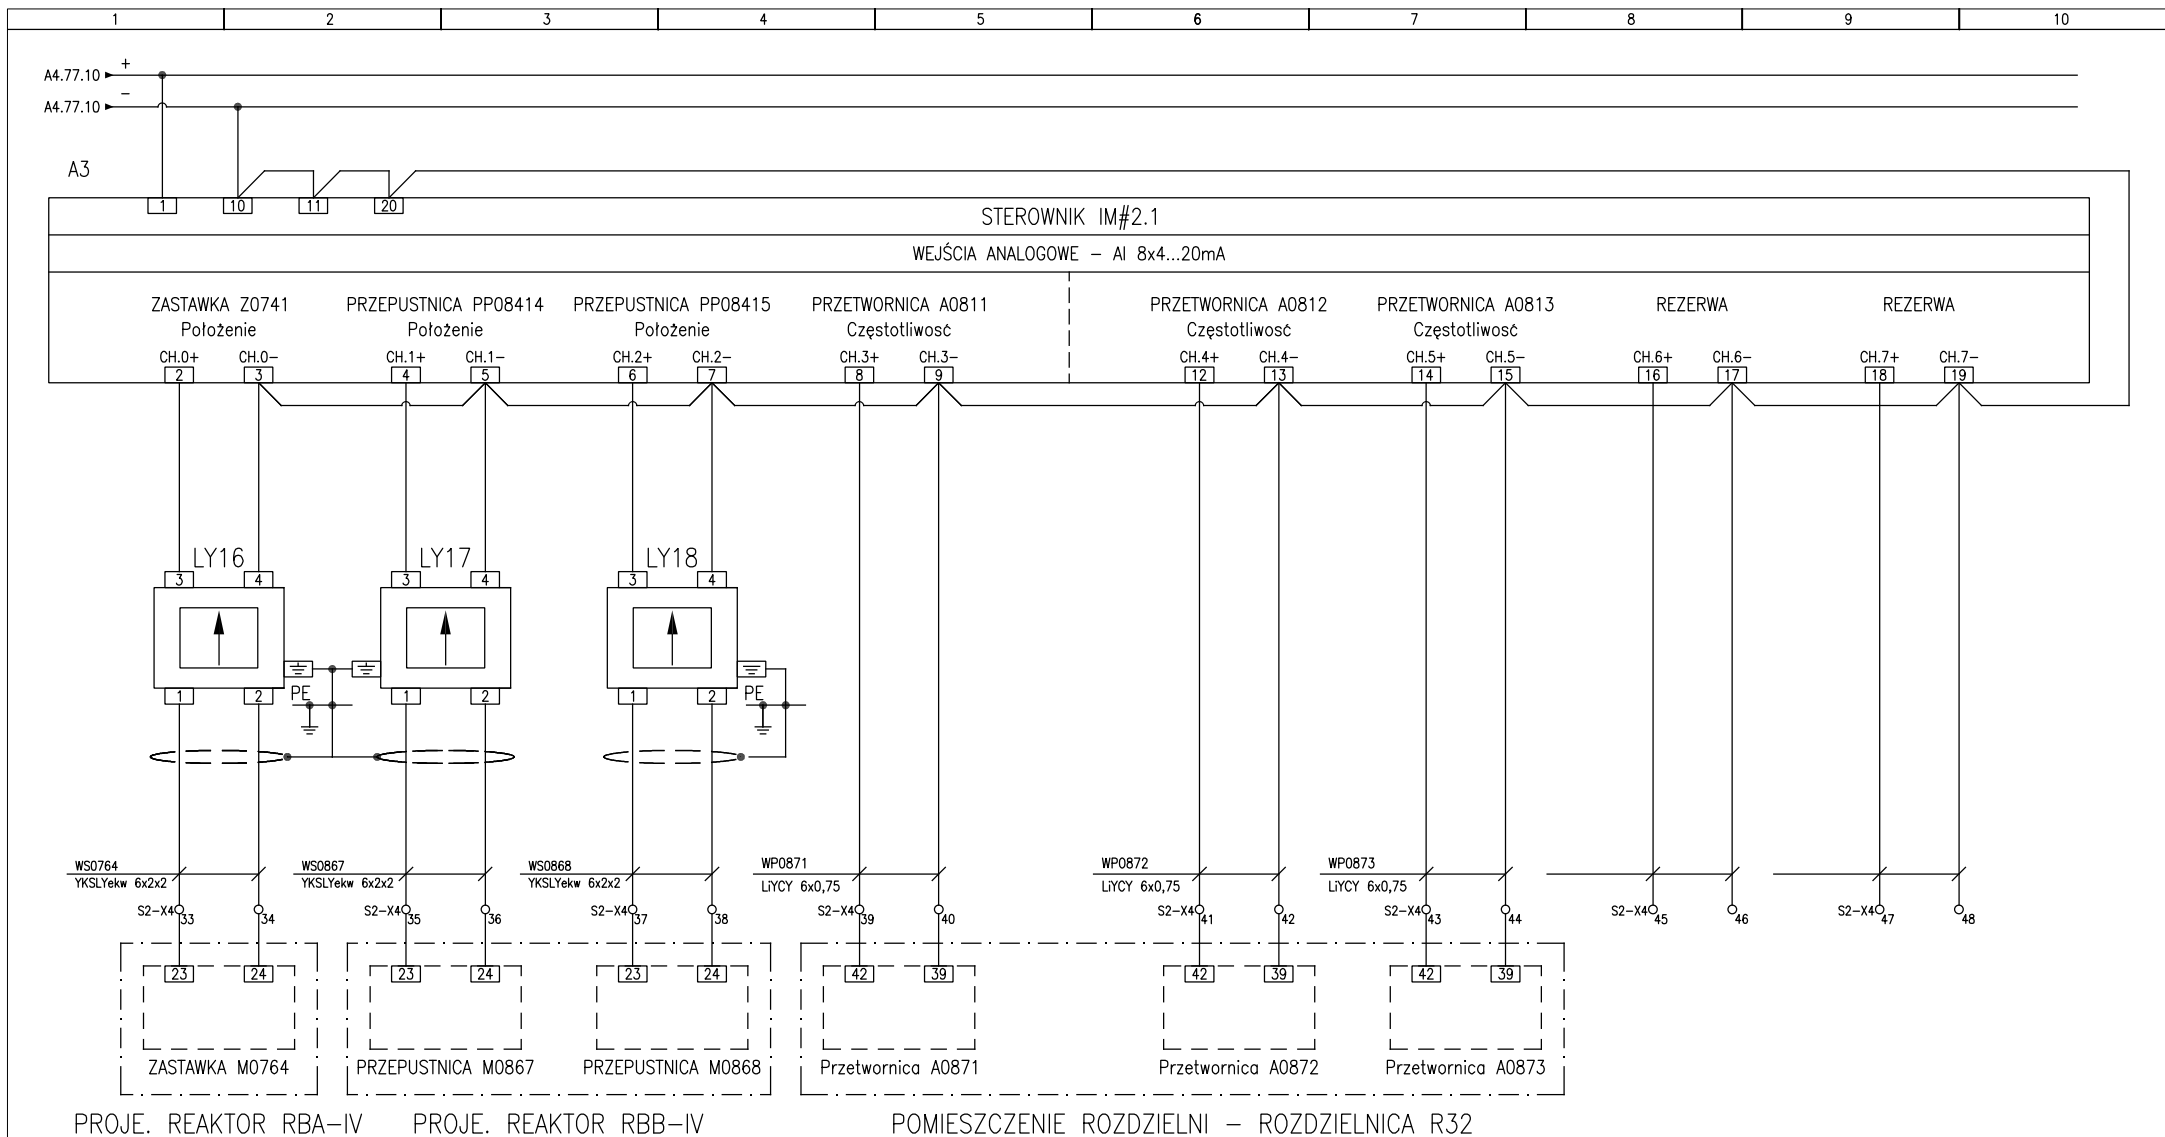 1 2 3 4 5 6 7 8 9 10
A4.77.10 +
A4.77.10 −
A3
1 10 11 20
STEROWNIK IM#2.1
WEJŚCIA ANALOGOWE − AI 8x4...20mA
ZASTAWKA Z0741 PRZEPUSTNICA PP08414 PRZEPUSTNICA PP08415 PRZETWORNICA A0811 PRZETWORNICA A0812 PRZETWORNICA A0813 REZERWA REZERWA
Położenie Położenie Położenie Częstotliwość Częstotliwość Częstotliwość
CH.0+ CH.0− CH.1+ CH.1− CH.2+ CH.2− CH.3+ CH.3− CH.4+ CH.4− CH.5+ CH.5− CH.6+ CH.6− CH.7+ CH.7−
2 3 4 5 6 7 8 9 12 13 14 15 16 17 18 19
LY16 LY17 LY18
3 4 3 4 3 4
1 2 PE 1 2 1 2 PE
WS0764 WS0867 WS0868 WP0871 WP0872 WP0873
YKSLYekw 6x2x2 YKSLYekw 6x2x2 YKSLYekw 6x2x2 LiYCY 6x0,75 LiYCY 6x0,75 LiYCY 6x0,75
S2−X4 33 34 S2−X4 35 36 S2−X4 37 38 S2−X4 39 40 S2−X4 41 42 S2−X4 43 44 S2−X4 45 46 S2−X4 47 48
23 24 23 24 23 24 42 39 42 39 42 39
ZASTAWKA M0764 PRZEPUSTNICA M0867 PRZEPUSTNICA M0868 Przetwornica A0871 Przetwornica A0872 Przetwornica A0873
PROJE. REAKTOR RBA−IV PROJE. REAKTOR RBB−IV POMIESZCZENIE ROZDZIELNI − ROZDZIELNICA R32